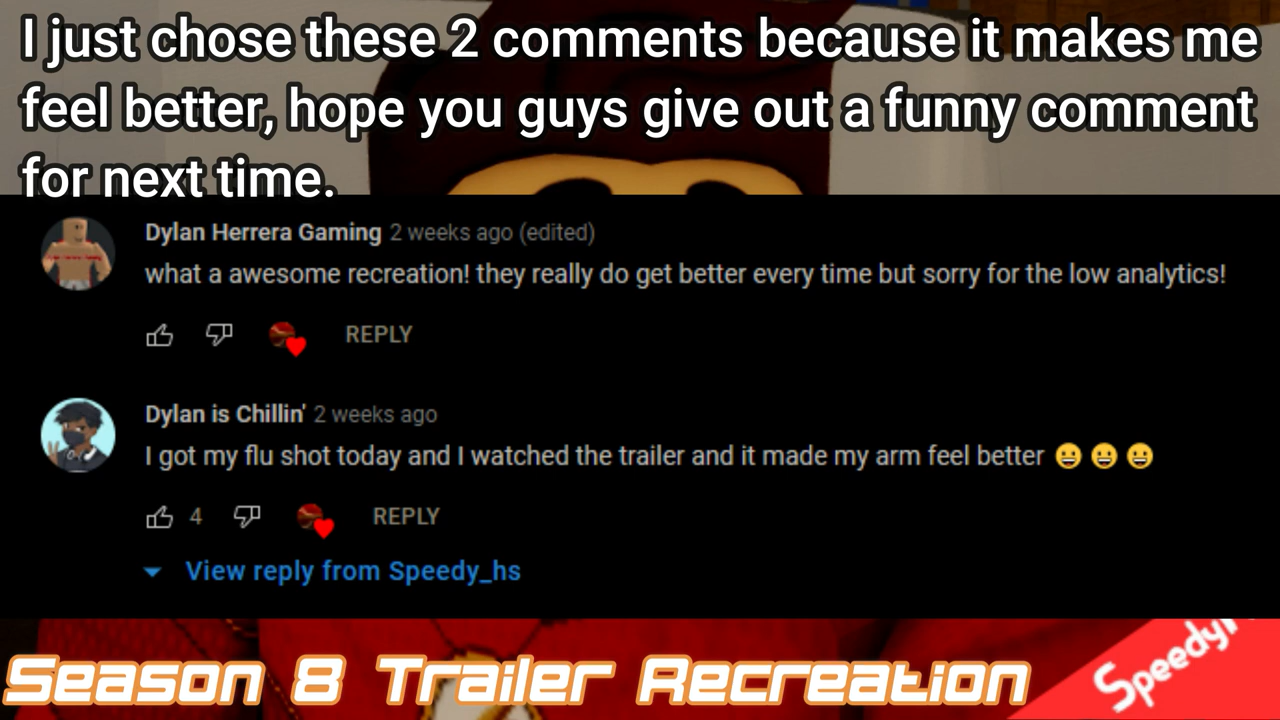 I just chose these 2 comments because it makes me
feel better, hope you guys give out a funny comment
for next time.
Dylan Herrera Gaming 2 weeks ago (edited)
what a awesome recreation! they really do get better every time but sorry for the low analytics!
REPLY
Dylan is Chillin' 2 weeks ago
I got my flu shot today and I watched the trailer and it made my arm feel better 😀 😀 😀
4 REPLY
View reply from Speedy_hs
Season 8 Trailer Recreation